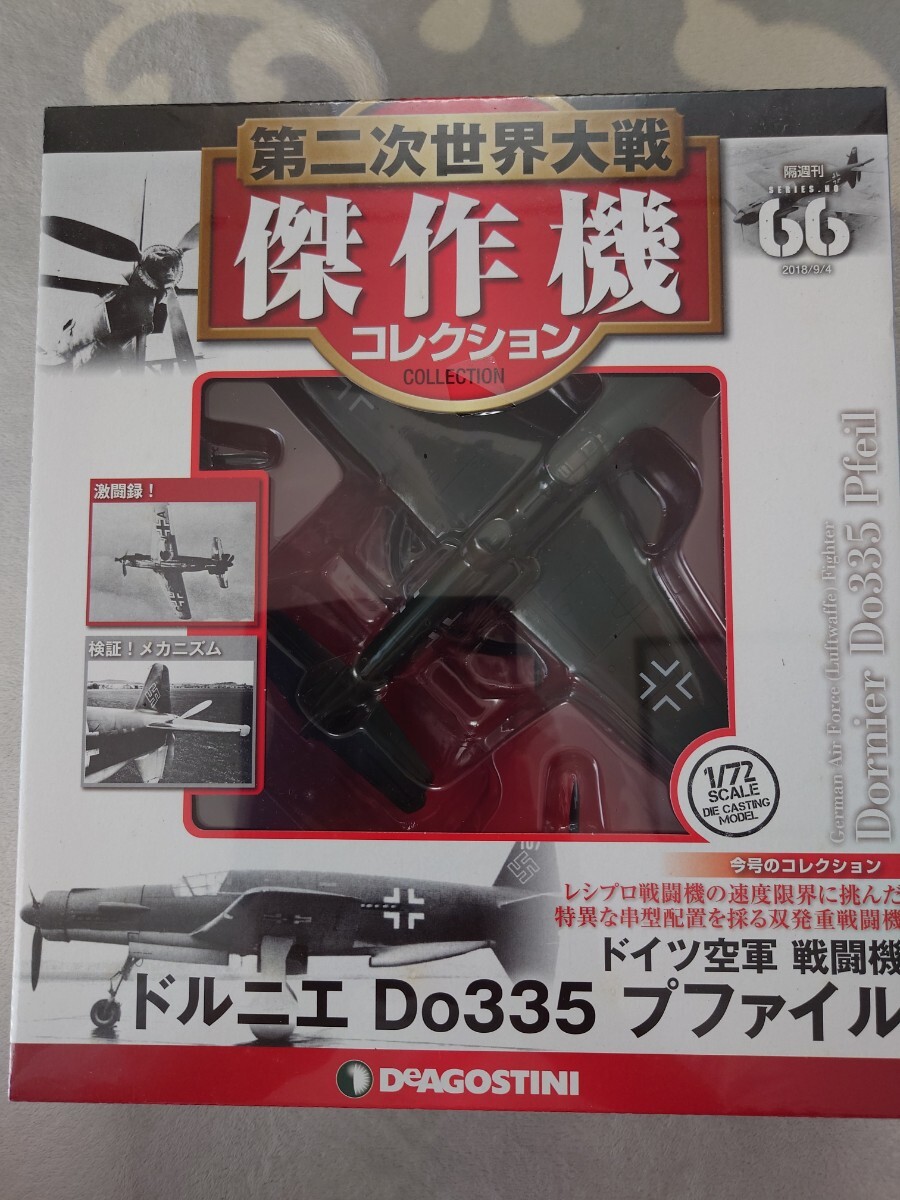 第二次世界大戦
傑作機
コレクション
COLLECTION
隔週刊
SERIES.NO
66
2018/9/4
激闘録！
検証！メカニズム
German Air Force (Luftwaffe) Fighter
Dornier Do335 Pfeil
1/72
SCALE
DIE CASTING
MODEL
今号のコレクション
レシプロ戦闘機の速度限界に挑んだ
特異な串型配置を採る双発重戦闘機
ドイツ空軍 戦闘機
ドルニエ Do335 プファイル
DeAGOSTINI